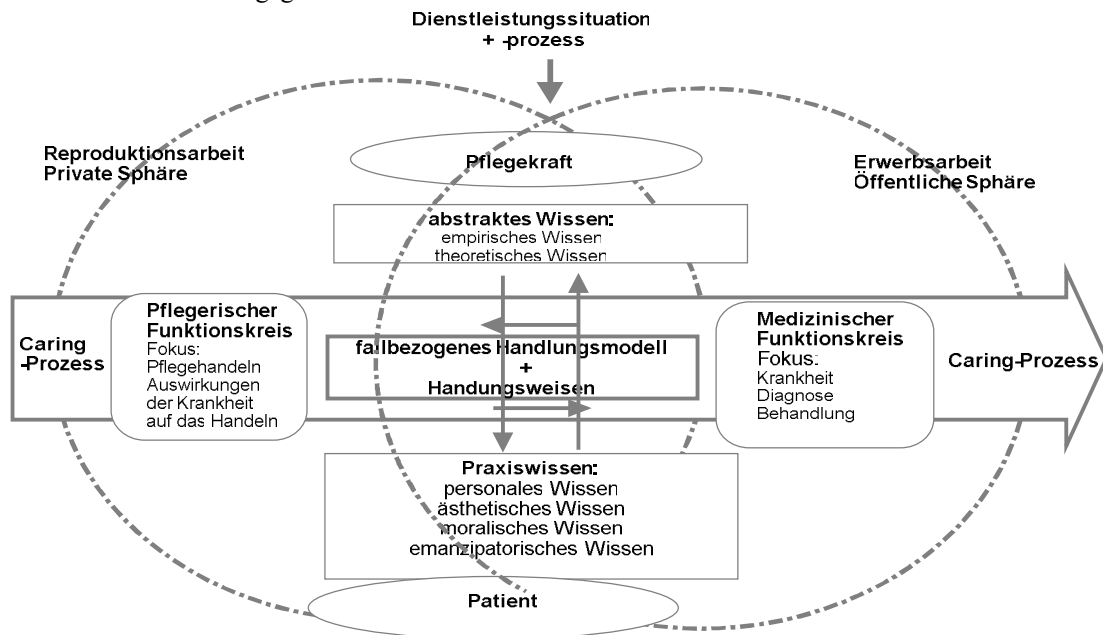 Dienstleistungssituation
+ -prozess
Reproduktionsarbeit
Private Sphäre
Pflegekraft
Erwerbsarbeit
Öffentliche Sphäre
abstraktes Wissen:
empirisches Wissen
theoretisches Wissen
Caring
-Prozess
Pflegerischer
Funktionskreis
Fokus:
Pflegehandeln
Auswirkungen
der Krankheit
auf das Handeln
fallbezogenes Handlungsmodell
+
Handungsweisen
Medizinischer
Funktionskreis
Fokus:
Krankheit
Diagnose
Behandlung
Caring-Prozess
Praxiswissen:
personales Wissen
ästhetisches Wissen
moralisches Wissen
emanzipatorisches Wissen
Patient